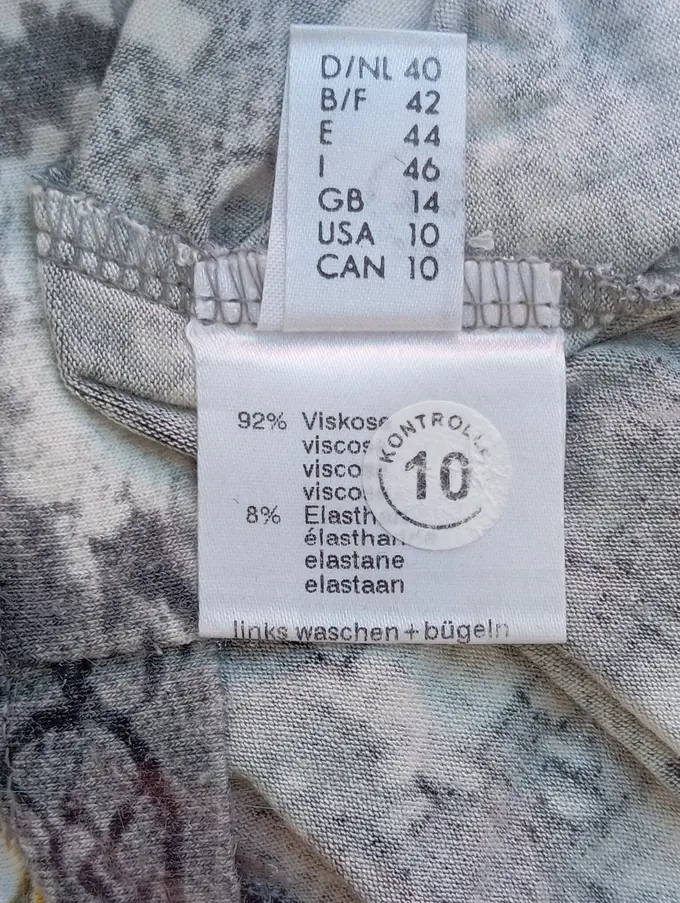 D/NL 40
B/F 42
E 44
I 46
GB 14
USA 10
CAN 10
92% Viskose
8%
élasthan
elastane
elastaan
KONTROLLE
10
links waschen + bügeln